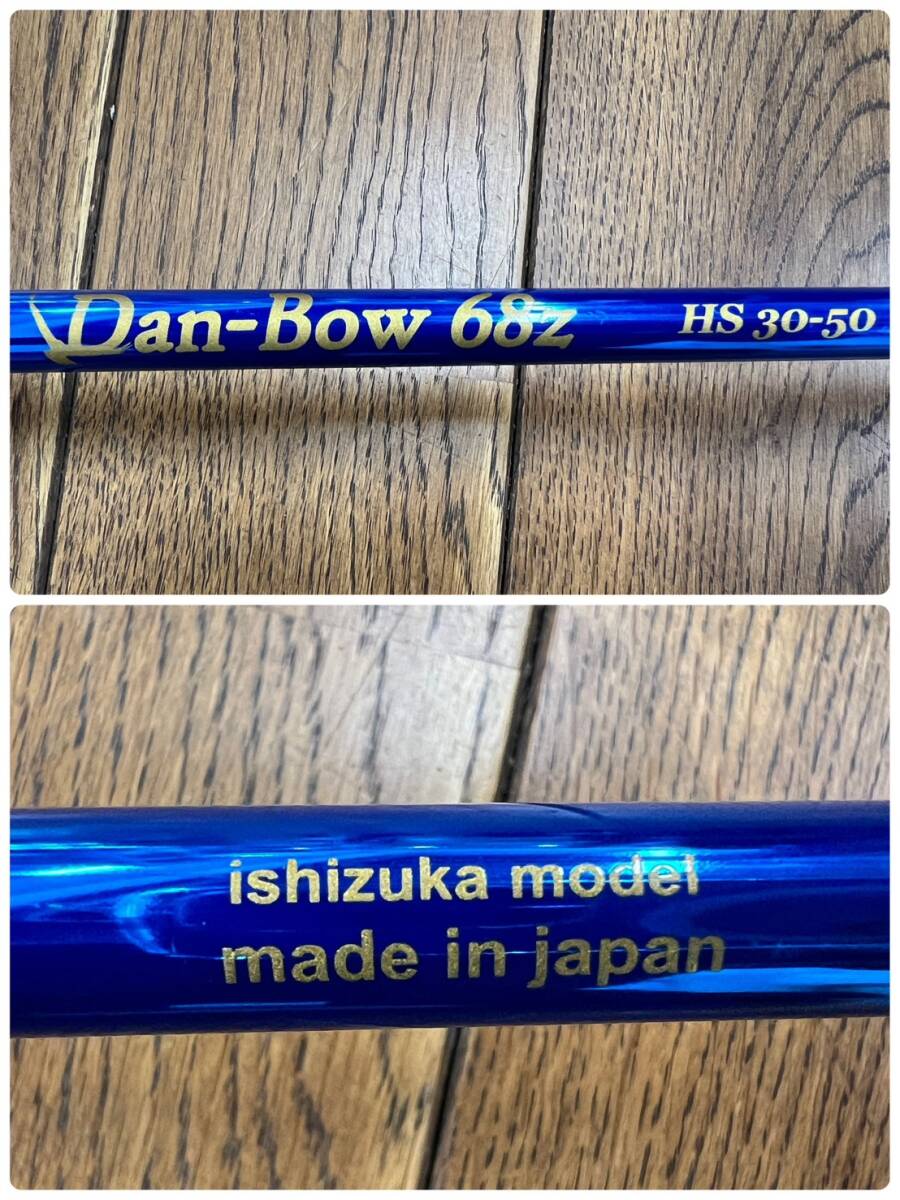 Dan-Bow 68z HS 30-50
ishizuka model
made in japan